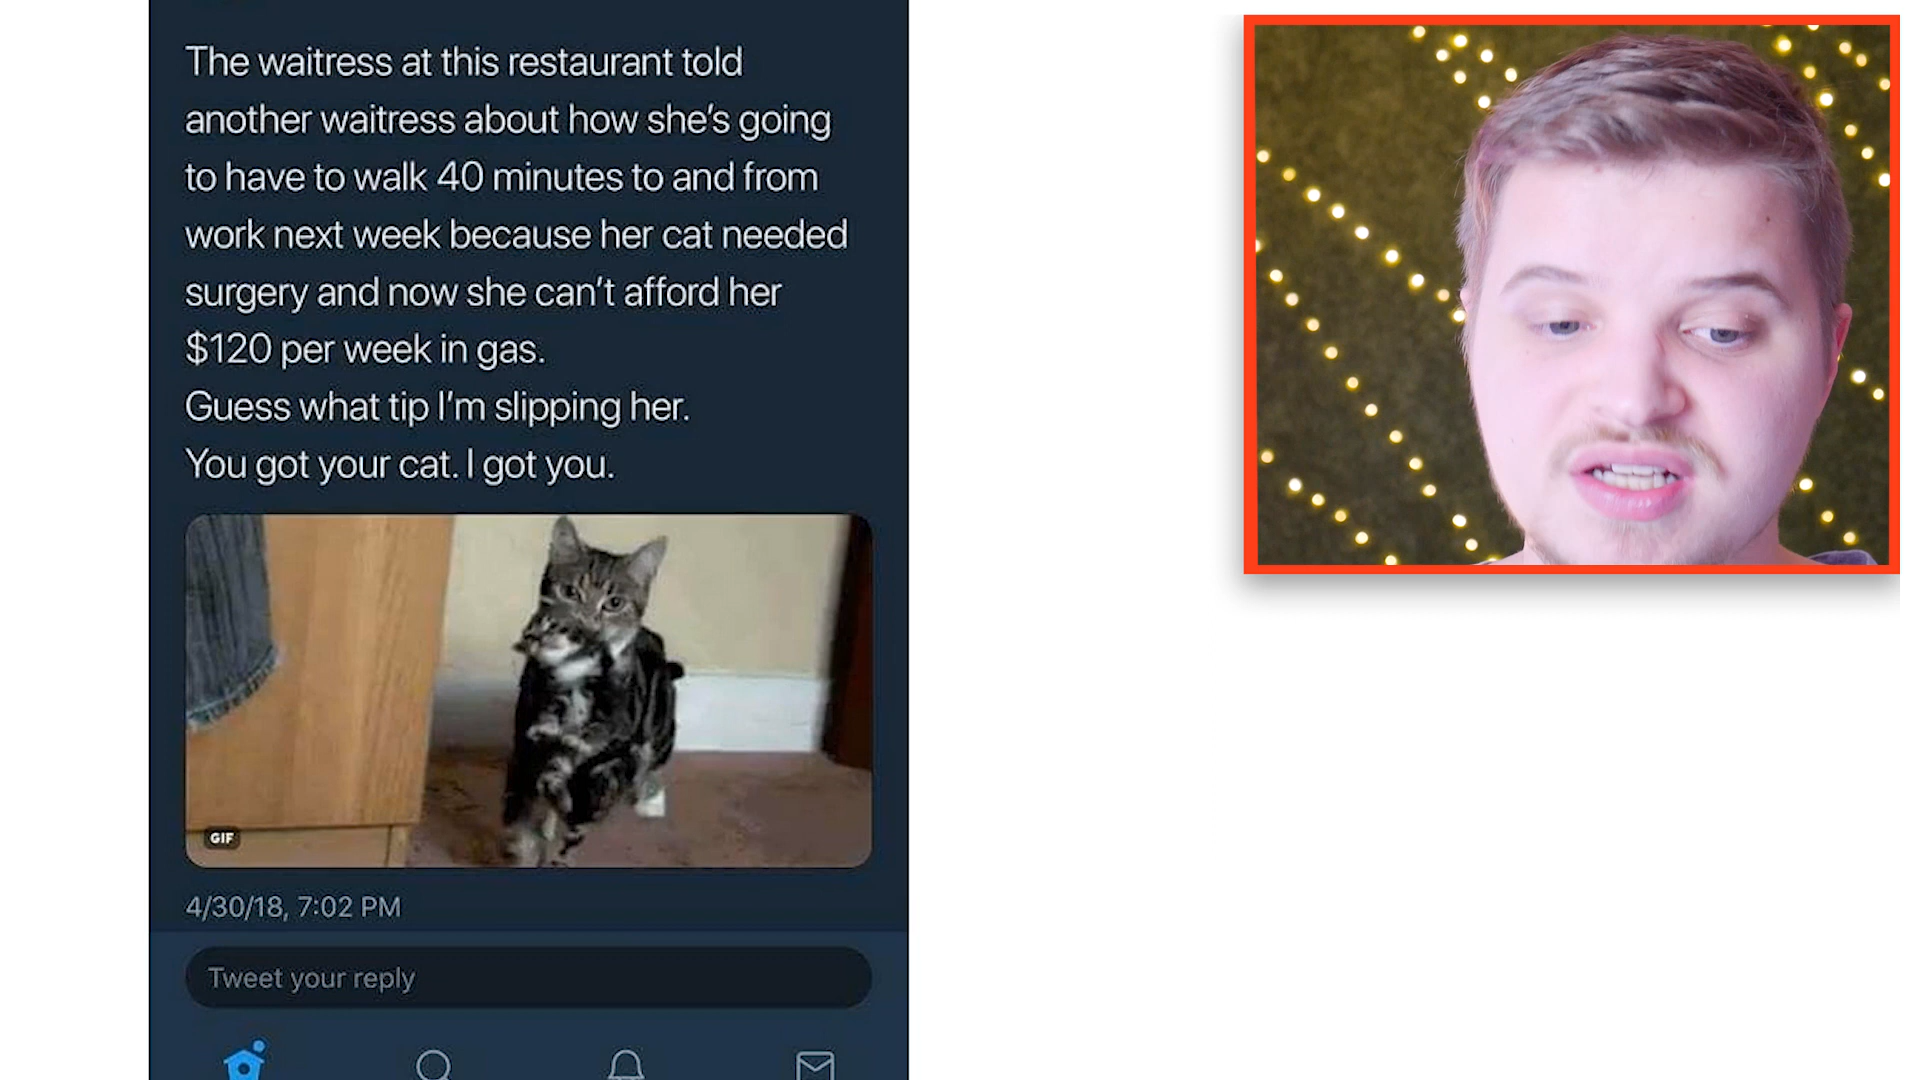 The waitress at this restaurant told
another waitress about how she’s going
to have to walk 40 minutes to and from
work next week because her cat needed
surgery and now she can’t afford her
$120 per week in gas.
Guess what tip I’m slipping her.
You got your cat. I got you.
GIF
4/30/18, 7:02 PM
Tweet your reply